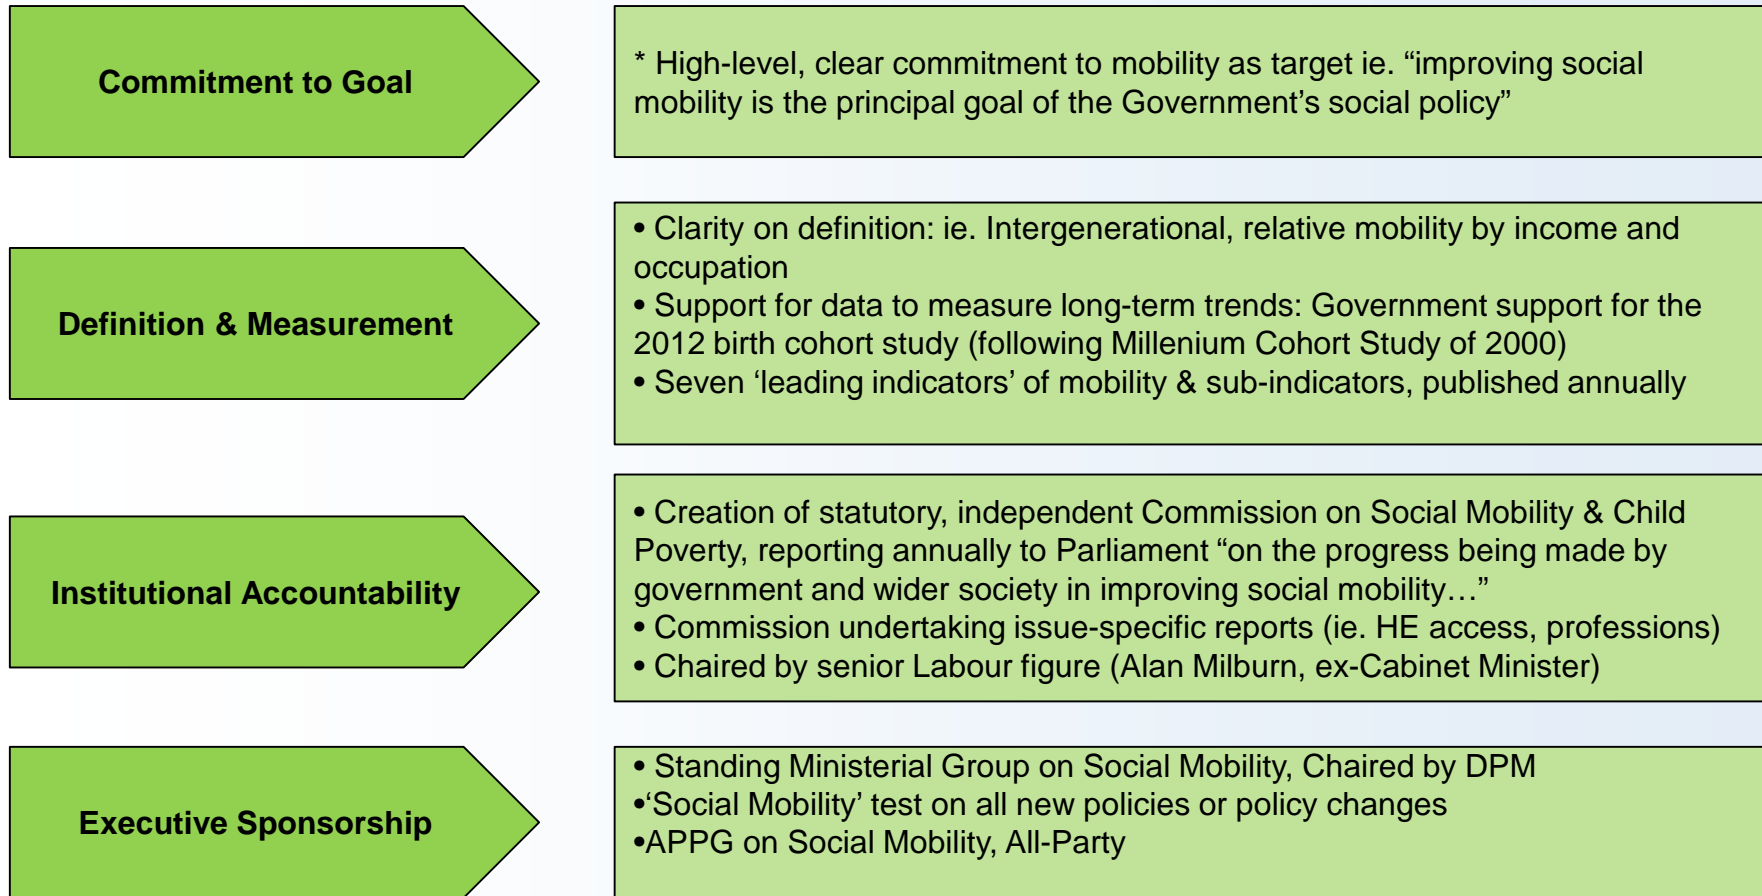 Commitment to Goal
* High-level, clear commitment to mobility as target ie. “improving social
mobility is the principal goal of the Government’s social policy”
Definition & Measurement
• Clarity on definition: ie. Intergenerational, relative mobility by income and
occupation
• Support for data to measure long-term trends: Government support for the
2012 birth cohort study (following Millenium Cohort Study of 2000)
• Seven ‘leading indicators’ of mobility & sub-indicators, published annually
Institutional Accountability
• Creation of statutory, independent Commission on Social Mobility & Child
Poverty, reporting annually to Parliament “on the progress being made by
government and wider society in improving social mobility…”
• Commission undertaking issue-specific reports (ie. HE access, professions)
• Chaired by senior Labour figure (Alan Milburn, ex-Cabinet Minister)
Executive Sponsorship
• Standing Ministerial Group on Social Mobility, Chaired by DPM
•‘Social Mobility’ test on all new policies or policy changes
•APPG on Social Mobility, All-Party